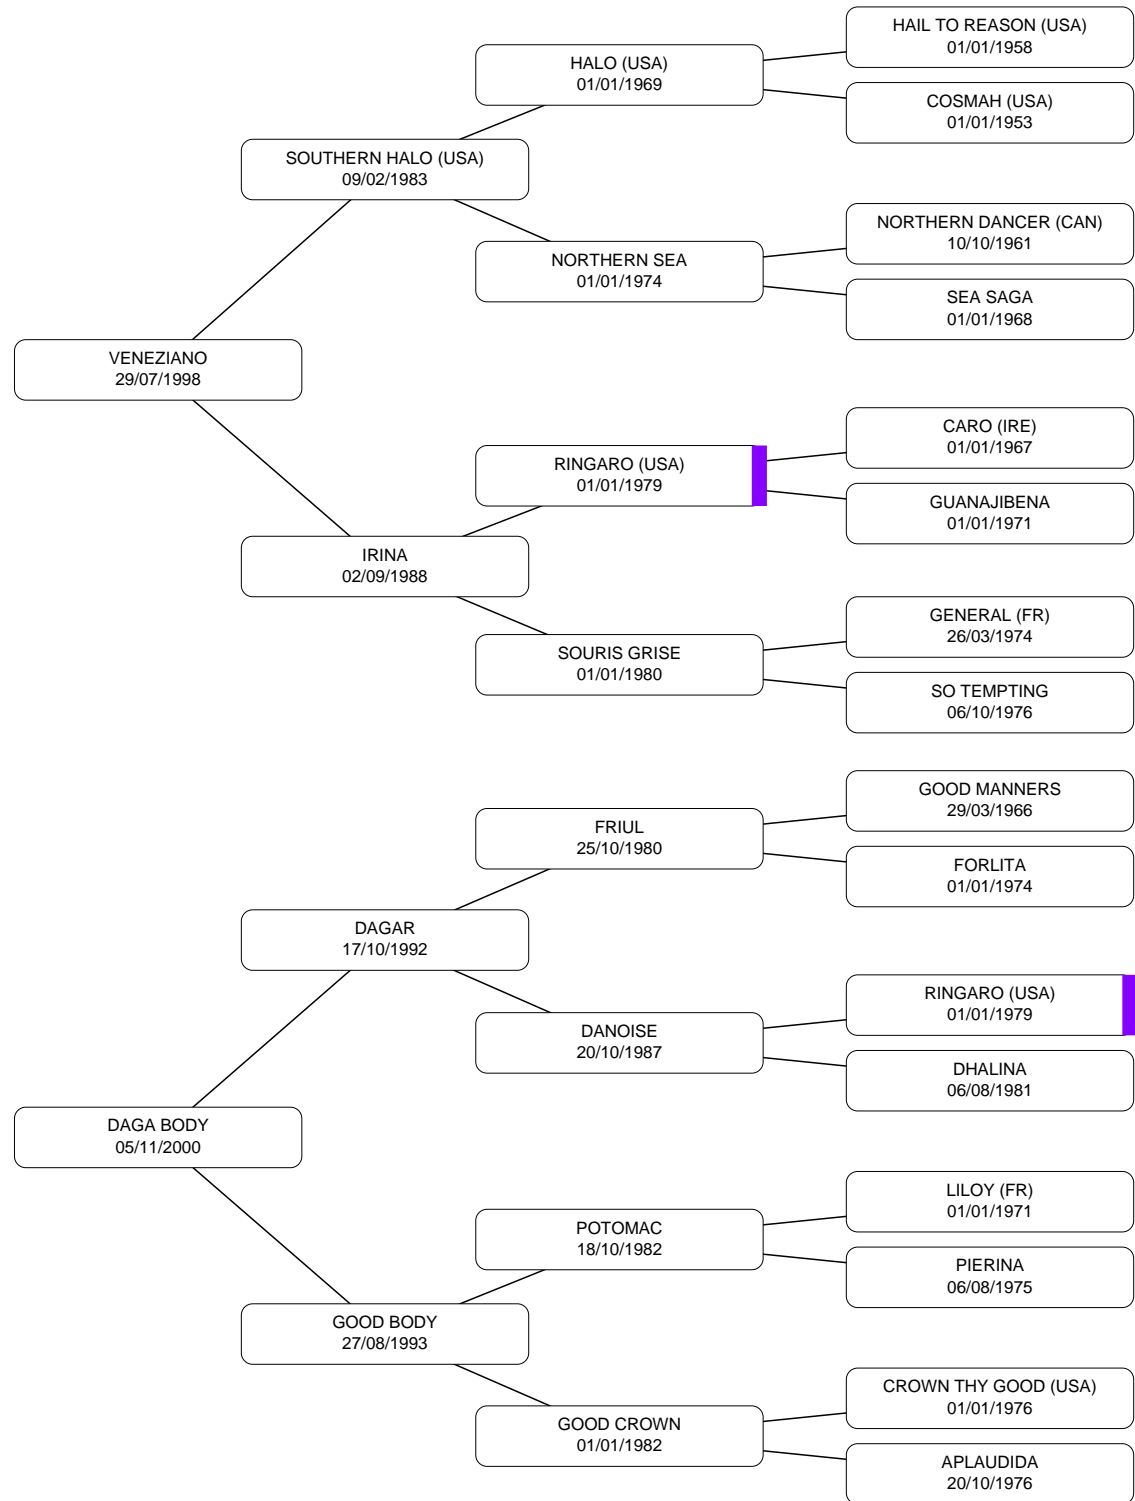 HAIL TO REASON (USA)
01/01/1958
HALO (USA)
01/01/1969
COSMAH (USA)
01/01/1953
SOUTHERN HALO (USA)
09/02/1983
NORTHERN DANCER (CAN)
10/10/1961
NORTHERN SEA
01/01/1974
SEA SAGA
01/01/1968
VENEZIANO
29/07/1998
CARO (IRE)
01/01/1967
RINGARO (USA)
01/01/1979
GUANAJIBENA
01/01/1971
IRINA
02/09/1988
GENERAL (FR)
26/03/1974
SOURIS GRISE
01/01/1980
SO TEMPTING
06/10/1976
GOOD MANNERS
29/03/1966
FRIUL
25/10/1980
FORLITA
01/01/1974
DAGAR
17/10/1992
RINGARO (USA)
01/01/1979
DANOISE
20/10/1987
DHALINA
06/08/1981
DAGA BODY
05/11/2000
LILOY (FR)
01/01/1971
POTOMAC
18/10/1982
PIERINA
06/08/1975
GOOD BODY
27/08/1993
CROWN THY GOOD (USA)
01/01/1976
GOOD CROWN
01/01/1982
APLAUDIDA
20/10/1976